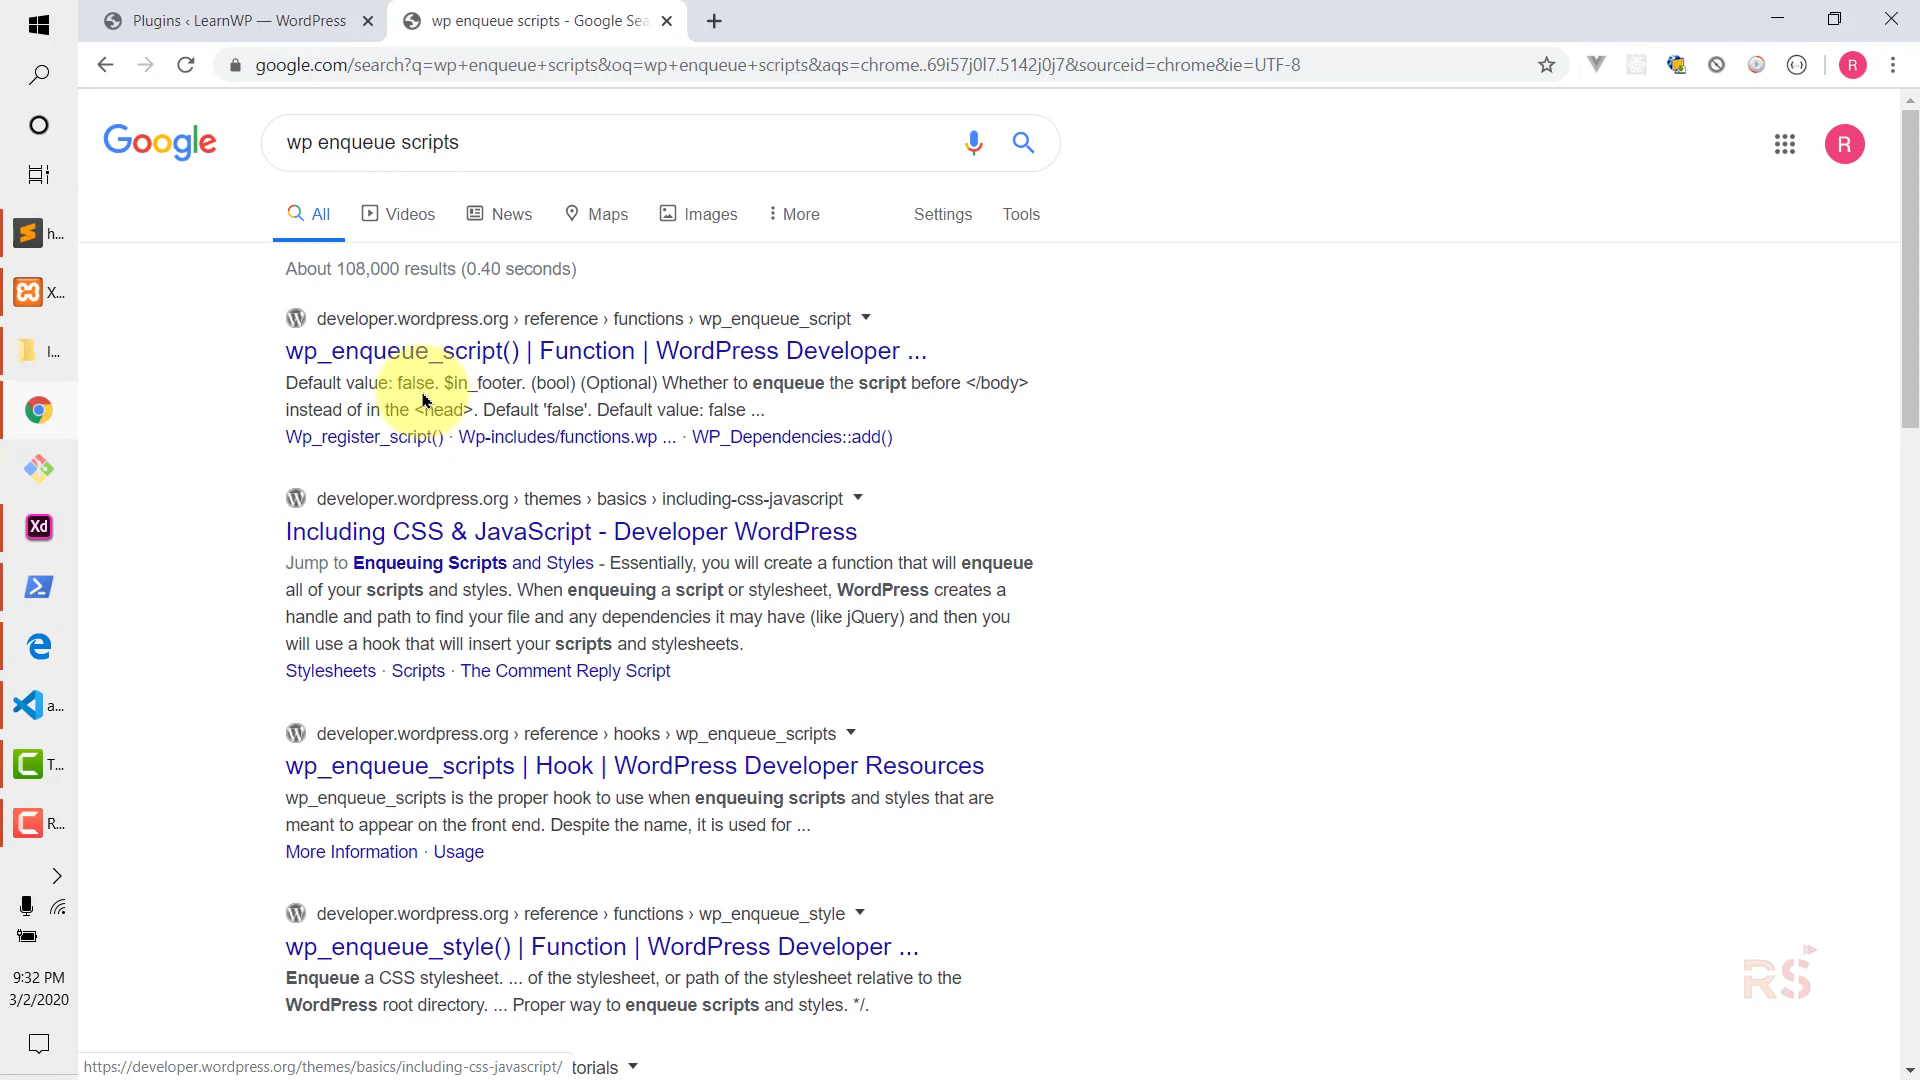 Plugins ‹ LearnWP — WordPress
wp enqueue scripts - Google Sea
google.com/search?q=wp+enqueue+scripts&oq=wp+enqueue+scripts&aqs=chrome..69i57j0l7.5142j0j7&sourceid=chrome&ie=UTF-8
R
Google
wp enqueue scripts
R
All
Videos
News
Maps
Images
More
Settings
Tools
About 108,000 results (0.40 seconds)
developer.wordpress.org › reference › functions › wp_enqueue_script
wp_enqueue_script() | Function | WordPress Developer ...
Default value: false. $in_footer. (bool) (Optional) Whether to enqueue the script before </body>
instead of in the <head>. Default 'false'. Default value: false ...
Wp_register_script() · Wp-includes/functions.wp ... · WP_Dependencies::add()
developer.wordpress.org › themes › basics › including-css-javascript
Including CSS & JavaScript - Developer WordPress
Jump to Enqueuing Scripts and Styles - Essentially, you will create a function that will enqueue
all of your scripts and styles. When enqueuing a script or stylesheet, WordPress creates a
handle and path to find your file and any dependencies it may have (like jQuery) and then you
will use a hook that will insert your scripts and stylesheets.
Stylesheets · Scripts · The Comment Reply Script
developer.wordpress.org › reference › hooks › wp_enqueue_scripts
wp_enqueue_scripts | Hook | WordPress Developer Resources
wp_enqueue_scripts is the proper hook to use when enqueuing scripts and styles that are
meant to appear on the front end. Despite the name, it is used for ...
More Information · Usage
developer.wordpress.org › reference › functions › wp_enqueue_style
wp_enqueue_style() | Function | WordPress Developer ...
Enqueue a CSS stylesheet. ... of the stylesheet, or path of the stylesheet relative to the
WordPress root directory. ... Proper way to enqueue scripts and styles. */.
https://developer.wordpress.org/themes/basics/including-css-javascript/
torials
h...
X...
l...
Xd
a...
T...
R...
9:32 PM
3/2/2020
RS